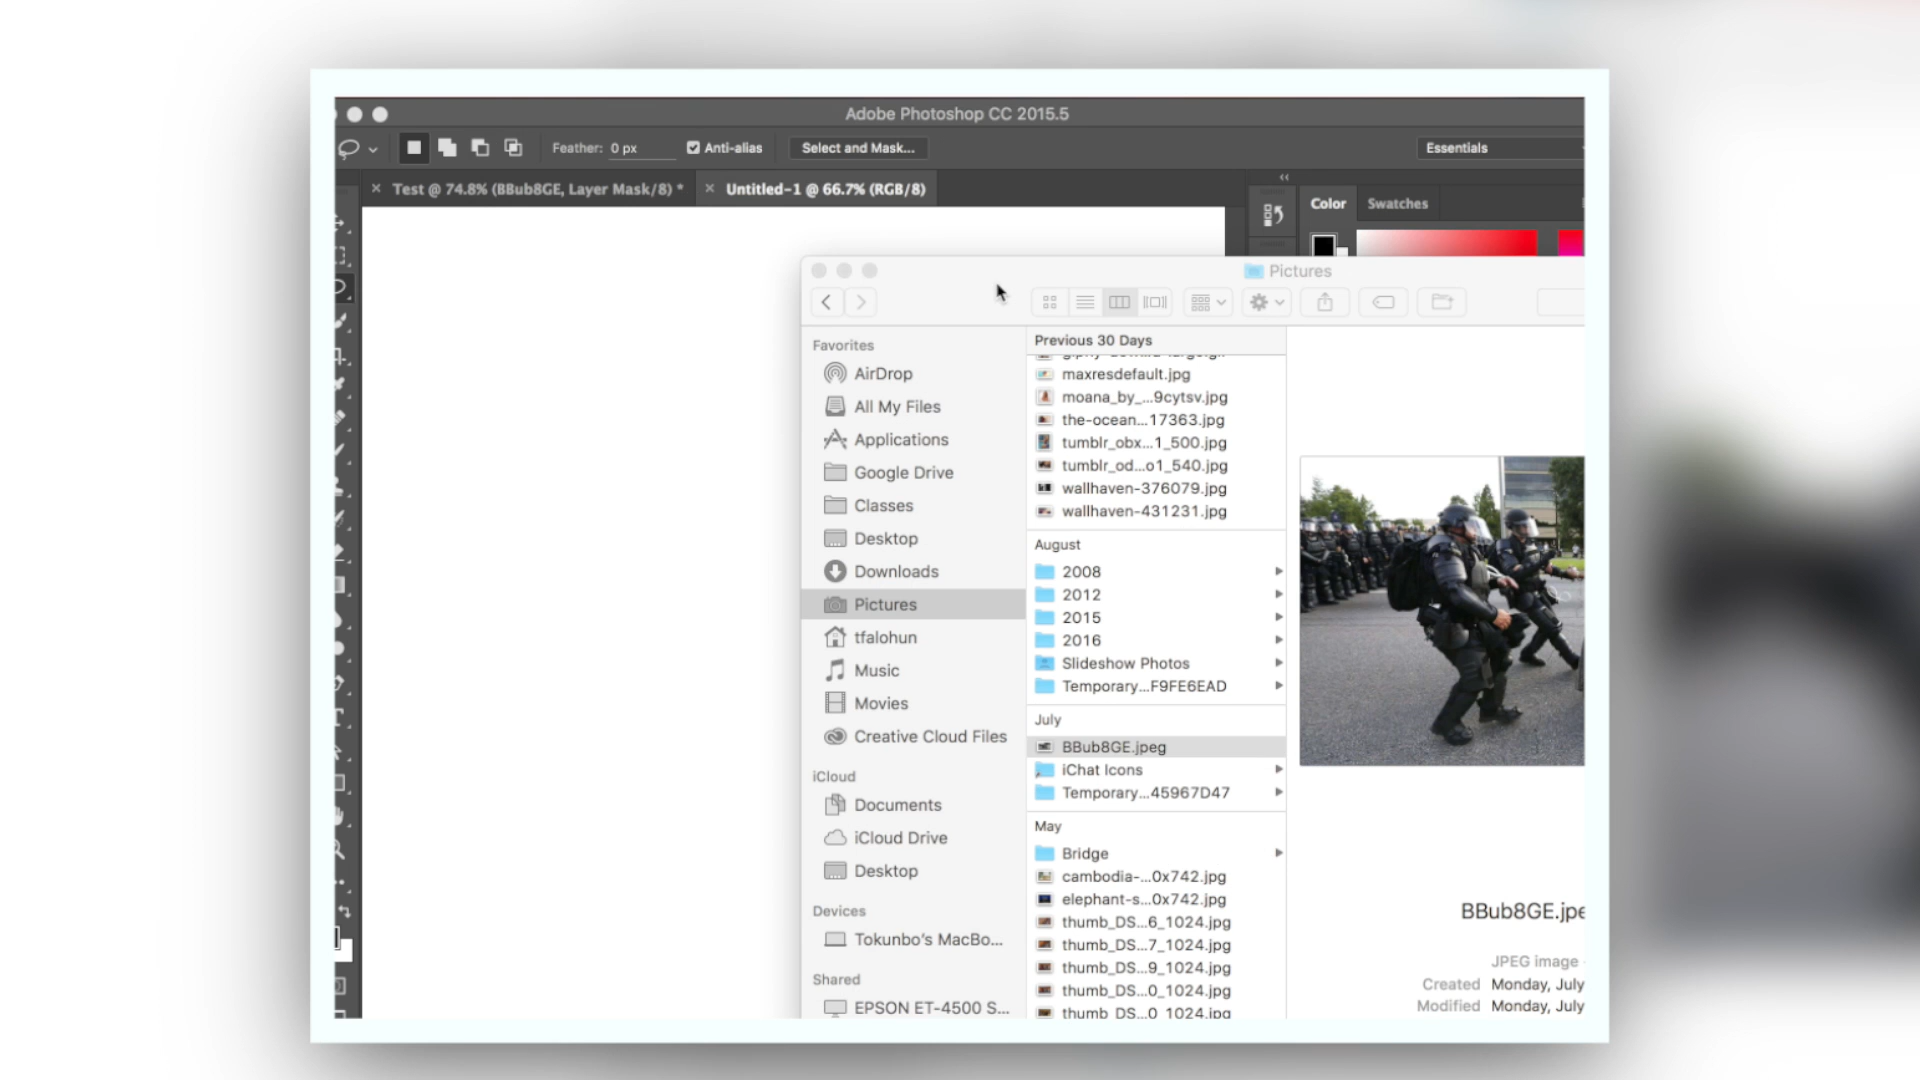 Adobe Photoshop CC 2015.5
Feather: 0 px
Anti-alias
Select and Mask...
Essentials
Test @ 74.8% (BBub8GE, Layer Mask/8) *
Untitled-1 @ 66.7% (RGB/8)
Color
Swatches
Pictures
Favorites
AirDrop
All My Files
Applications
Google Drive
Classes
Desktop
Downloads
Pictures
tfalohun
Music
Movies
Creative Cloud Files
iCloud
Documents
iCloud Drive
Desktop
Devices
Tokunbo's MacBo...
Shared
EPSON ET-4500 S...
Previous 30 Days
maxresdefault.jpg
moana_by_...9cytsv.jpg
the-ocean...17363.jpg
tumblr_obx...1_500.jpg
tumblr_od...o1_540.jpg
wallhaven-376079.jpg
wallhaven-431231.jpg
August
2008
2012
2015
2016
Slideshow Photos
Temporary...F9FE6EAD
July
BBub8GE.jpeg
iChat Icons
Temporary...45967D47
May
Bridge
cambodia-...0x742.jpg
elephant-s...0x742.jpg
thumb_DS...6_1024.jpg
thumb_DS...7_1024.jpg
thumb_DS...9_1024.jpg
thumb_DS...0_1024.jpg
thumb_DS...0_1024.jpg
BBub8GE.jpe
JPEG image -
Created Monday, July
Modified Monday, July